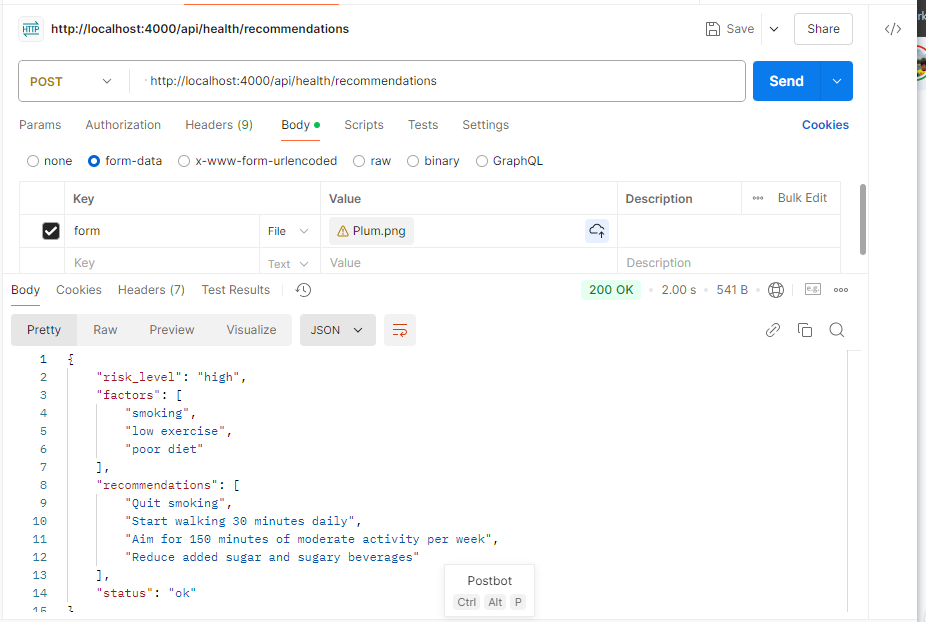 HTTP http://localhost:4000/api/health/recommendations Save Share </>
POST http://localhost:4000/api/health/recommendations Send
Params Authorization Headers (9) Body Scripts Tests Settings Cookies
none form-data x-www-form-urlencoded raw binary GraphQL
Key Value Description Bulk Edit
form File Plum.png
Key Text Value Description
Body Cookies Headers (7) Test Results 200 OK 2.00 s 541 B e.g.
Pretty Raw Preview Visualize JSON
1 {
2 "risk_level": "high",
3 "factors": [
4 "smoking",
5 "low exercise",
6 "poor diet"
7 ],
8 "recommendations": [
9 "Quit smoking",
10 "Start walking 30 minutes daily",
11 "Aim for 150 minutes of moderate activity per week",
12 "Reduce added sugar and sugary beverages"
13 ],
14 "status": "ok"
15 }
Postbot
Ctrl Alt P